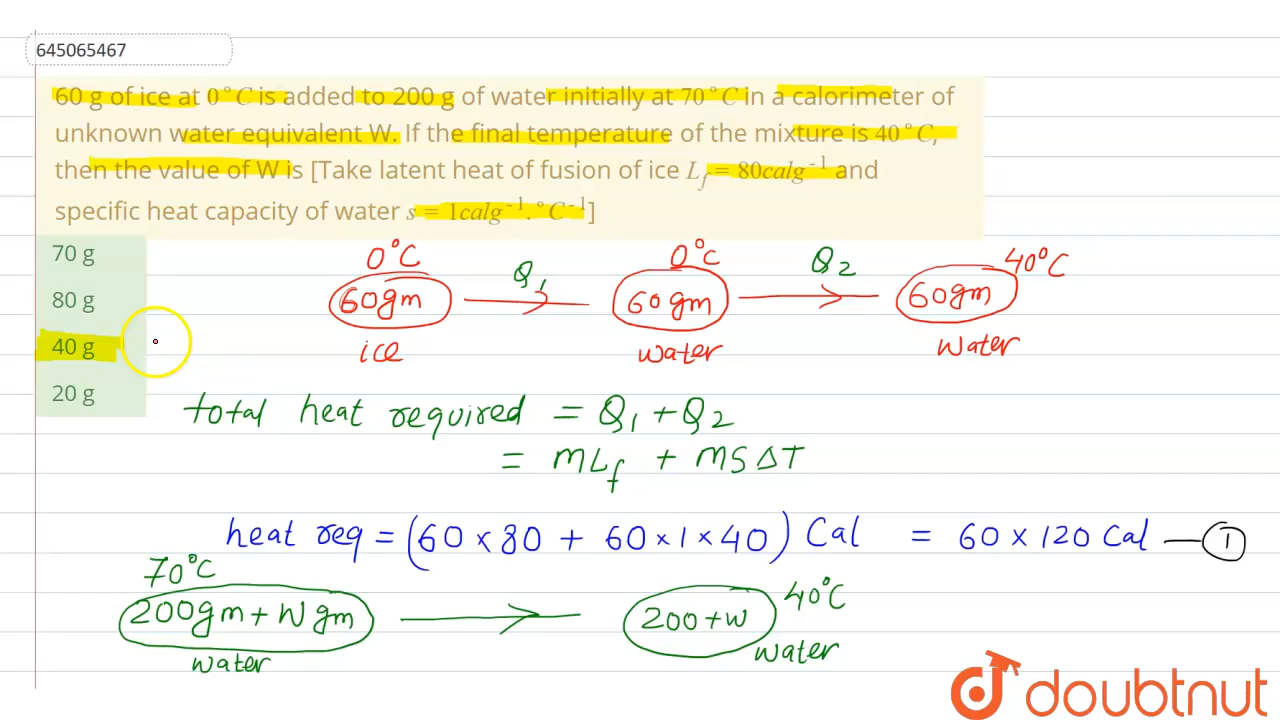 645065467
60 g of ice at 0°C is added to 200 g of water initially at 70°C in a calorimeter of
unknown water equivalent W. If the final temperature of the mixture is 40°C,
then the value of W is [Take latent heat of fusion of ice L_f = 80calg⁻¹ and
specific heat capacity of water s = 1calg⁻¹.°C⁻¹]
70 g
80 g
40 g
20 g
0°C Q₁ 0°C Q₂ 40°C
60gm → 60gm → 60gm
ice water water
total heat required = Q₁ + Q₂
= mL_f + MSΔT
heat req = (60 × 80 + 60 × 1 × 40) Cal = 60 × 120 Cal — 1
70°C 40°C
200gm + W gm → 200 + w
water water
doubtnut